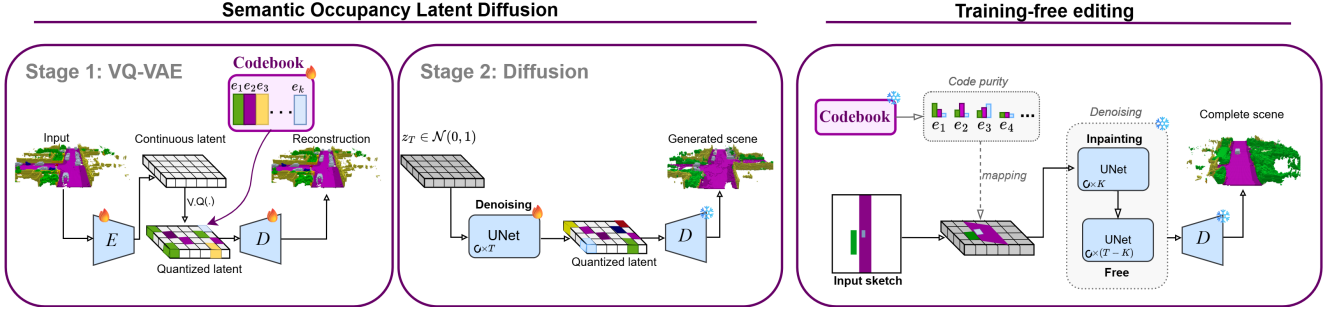 Semantic Occupancy Latent Diffusion
Training-free editing
Stage 1: VQ-VAE
Codebook
e1 e2 e3 ... ek
Input
Continuous latent
Reconstruction
V.Q(.)
E
D
Quantized latent
Stage 2: Diffusion
z_T ∈ N(0, 1)
Generated scene
Denoising
UNet
↻×T
D
Quantized latent
Code purity
Codebook
e1 e2 e3 e4 ...
mapping
Input sketch
Denoising
Inpainting
UNet
↻×K
UNet
↻×(T − K)
Free
Complete scene
D